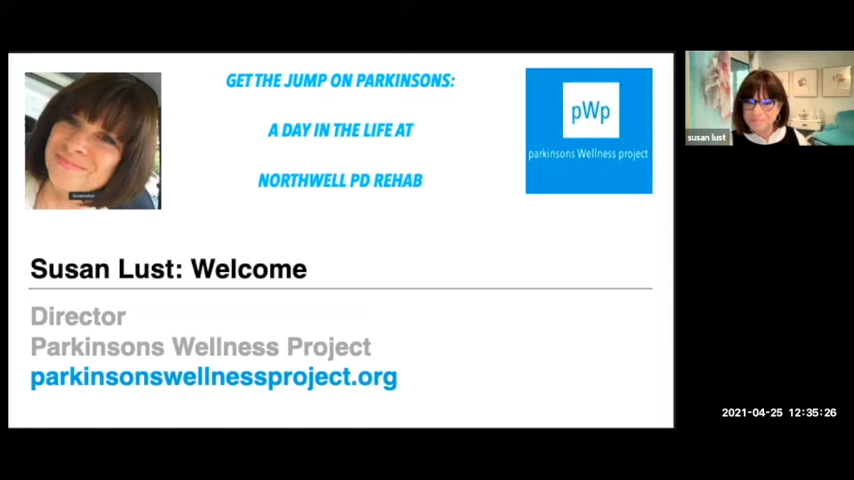 GET THE JUMP ON PARKINSONS:
A DAY IN THE LIFE AT
NORTHWELL PD REHAB
pWp
parkinsons Wellness project
susan lust
Susan Lust: Welcome
Director
Parkinsons Wellness Project
parkinsonswellnessproject.org
2021-04-25 12:35:26